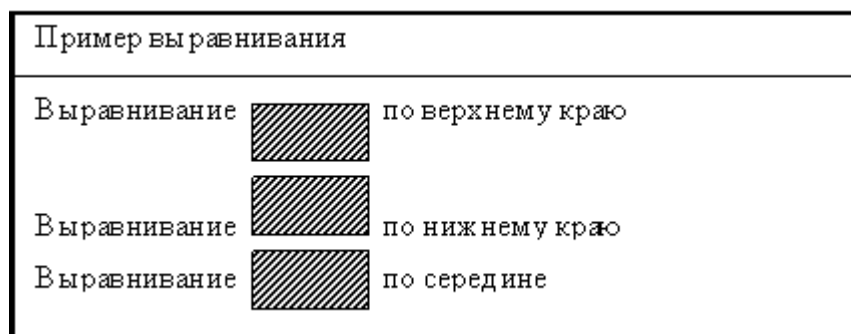 Пример выравнивания
Выравнивание по верхнему краю
Выравнивание по нижнему краю
Выравнивание по середине